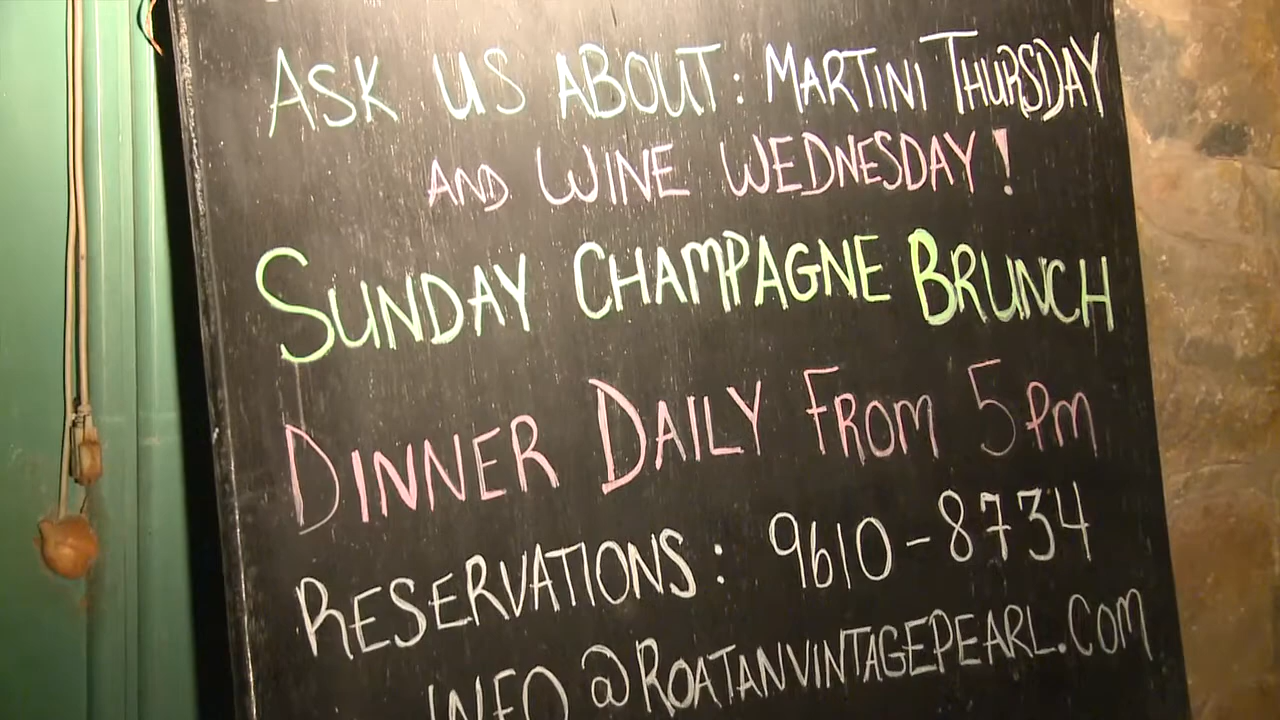 ASK US ABOUT: MARTINI THURSDAY
AND WINE WEDNESDAY!
SUNDAY CHAMPAGNE BRUNCH
DINNER DAILY FROM 5PM
RESERVATIONS: 9610-8734
INFO@ROATANVINTAGEPEARL.COM